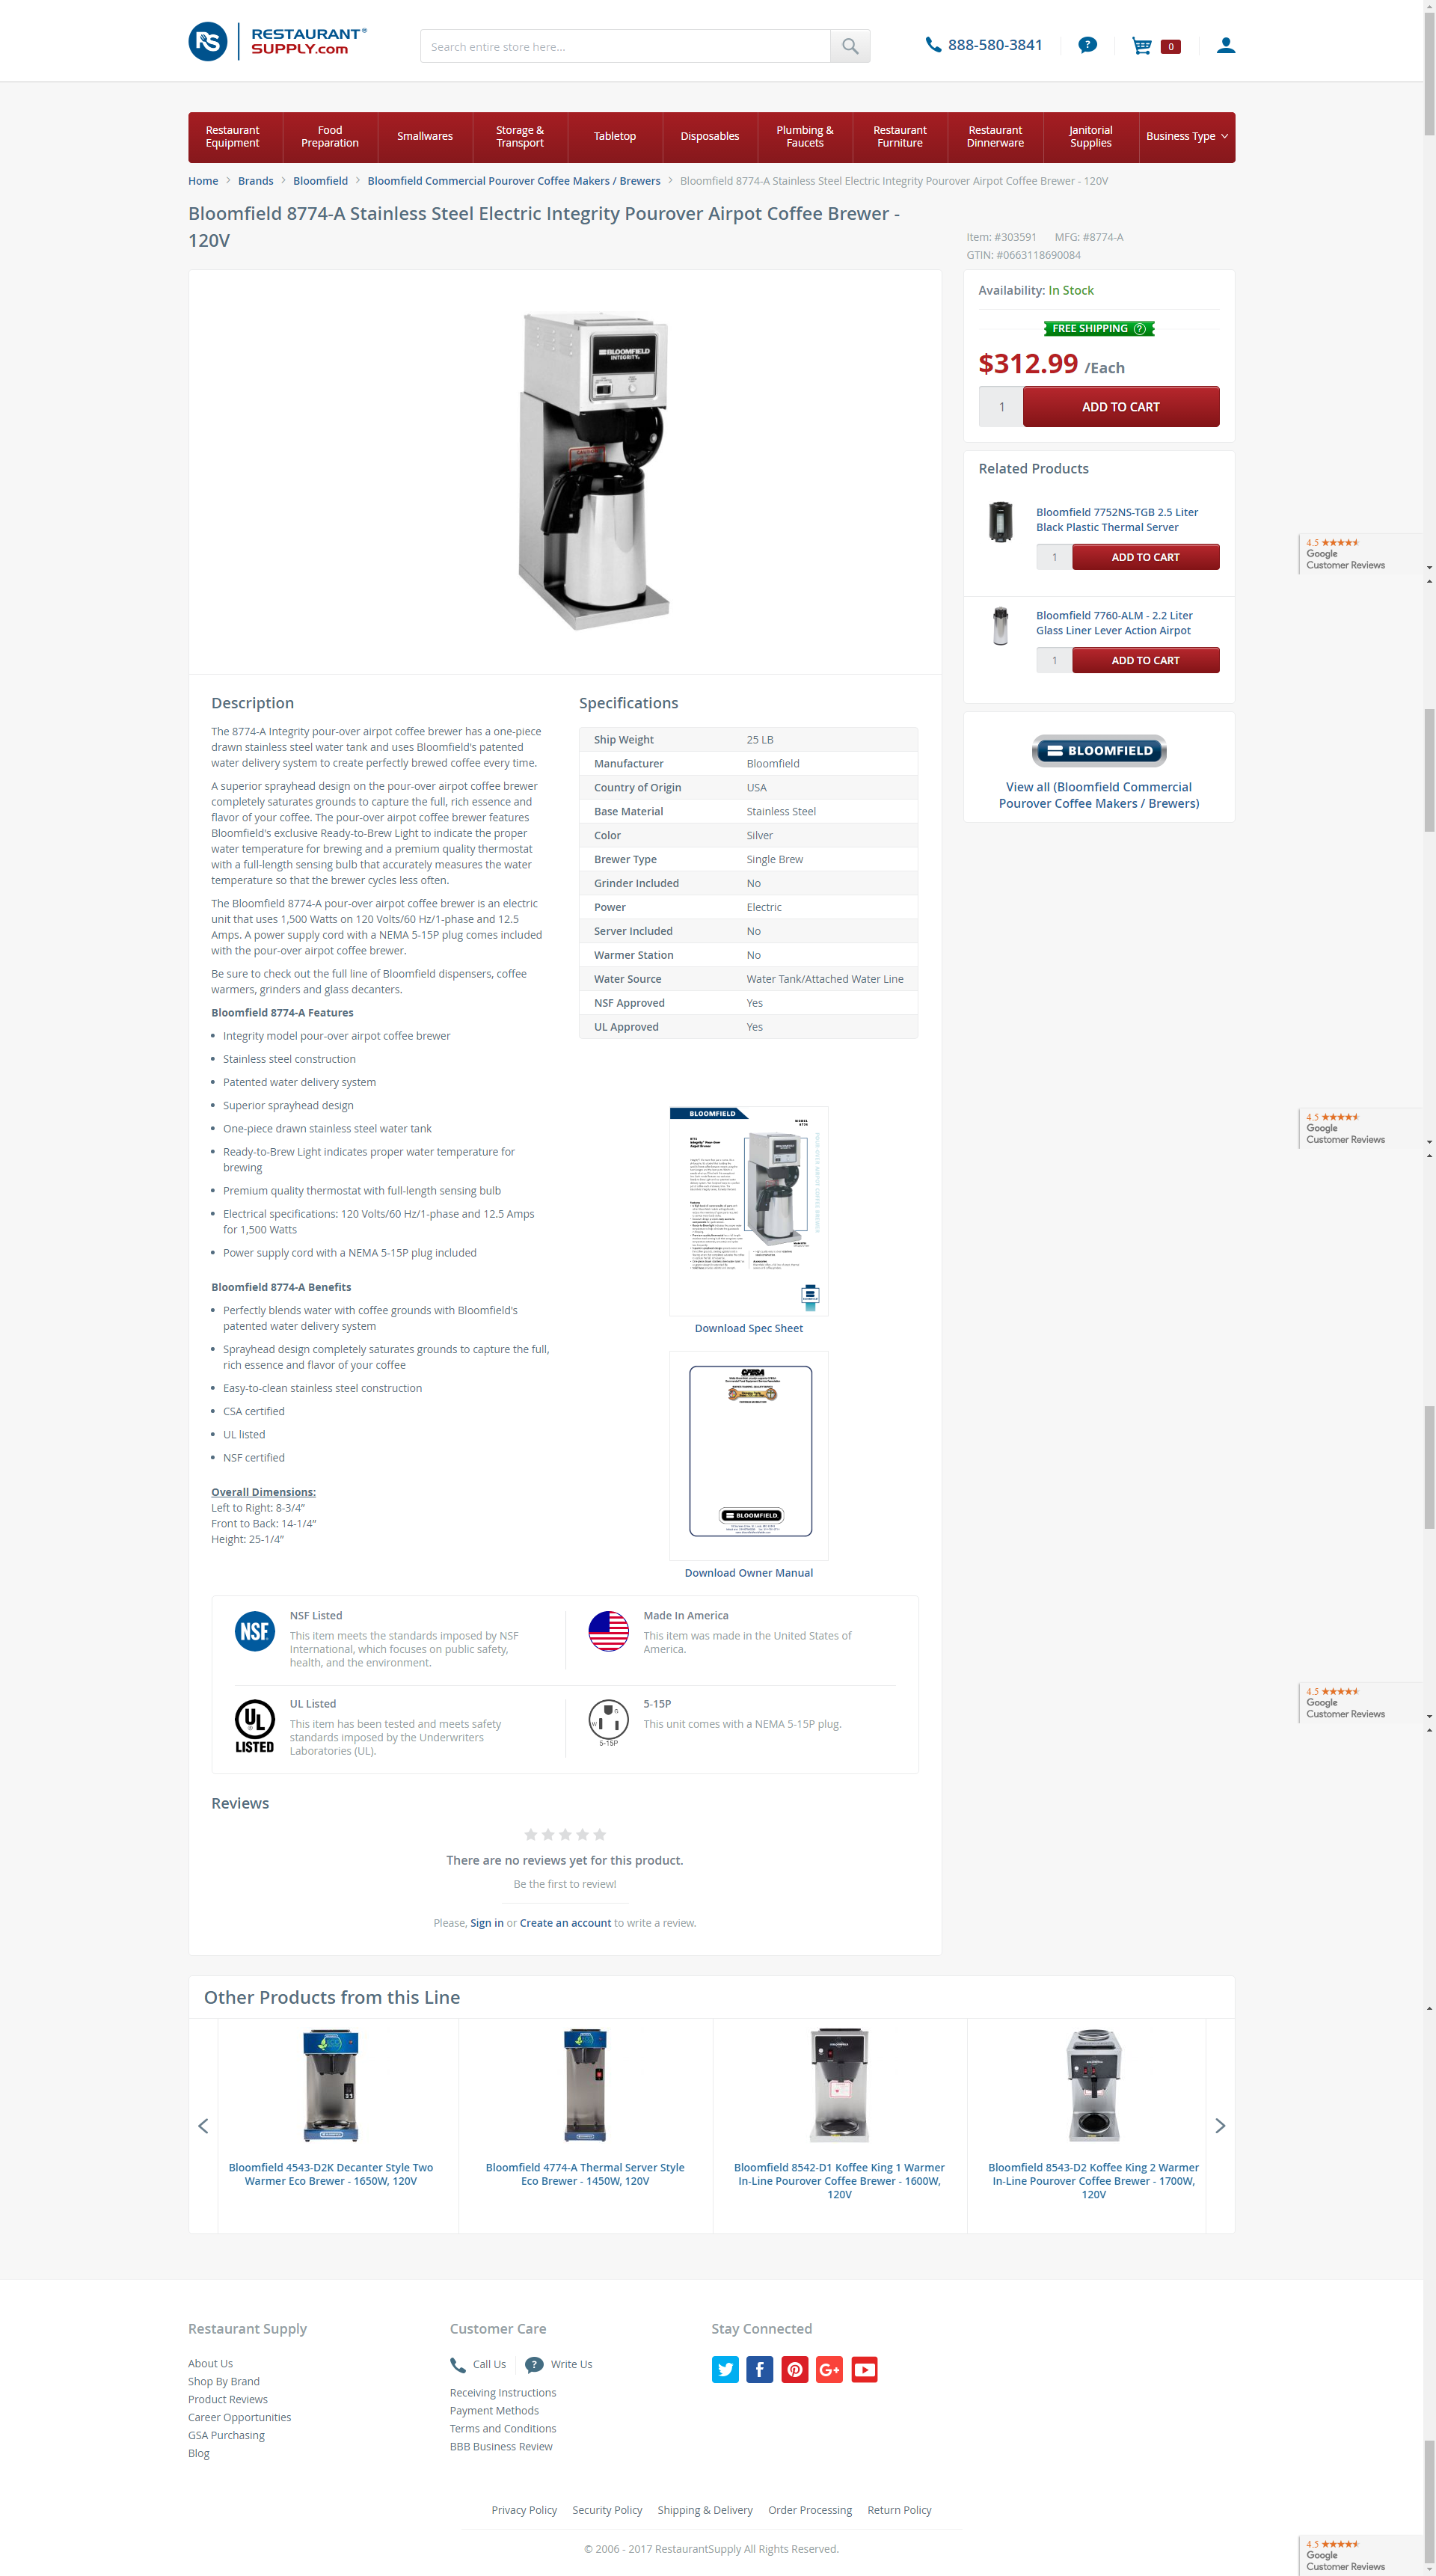 RS RESTAURANT®
SUPPLY.com
Search entire store here...
888-580-3841
?
0
Restaurant
Equipment
Food
Preparation
Smallwares
Storage &
Transport
Tabletop
Disposables
Plumbing &
Faucets
Restaurant
Furniture
Restaurant
Dinnerware
Janitorial
Supplies
Business Type
Home > Brands > Bloomfield > Bloomfield Commercial Pourover Coffee Makers / Brewers > Bloomfield 8774-A Stainless Steel Electric Integrity Pourover Airpot Coffee Brewer - 120V
Bloomfield 8774-A Stainless Steel Electric Integrity Pourover Airpot Coffee Brewer -
120V
Item: #303591 MFG: #8774-A
GTIN: #0663118690084
BLOOMFIELD
INTEGRITY
CAUTION
Availability: In Stock
FREE SHIPPING ?
$312.99 /Each
1 ADD TO CART
Related Products
Bloomfield 7752NS-TGB 2.5 Liter
Black Plastic Thermal Server
1 ADD TO CART
Bloomfield 7760-ALM - 2.2 Liter
Glass Liner Lever Action Airpot
1 ADD TO CART
BLOOMFIELD
View all (Bloomfield Commercial
Pourover Coffee Makers / Brewers)
4.5
Google
Customer Reviews
Description
The 8774-A Integrity pour-over airpot coffee brewer has a one-piece
drawn stainless steel water tank and uses Bloomfield's patented
water delivery system to create perfectly brewed coffee every time.
A superior sprayhead design on the pour-over airpot coffee brewer
completely saturates grounds to capture the full, rich essence and
flavor of your coffee. The pour-over airpot coffee brewer features
Bloomfield's exclusive Ready-to-Brew Light to indicate the proper
water temperature for brewing and a premium quality thermostat
with a full-length sensing bulb that accurately measures the water
temperature so that the brewer cycles less often.
The Bloomfield 8774-A pour-over airpot coffee brewer is an electric
unit that uses 1,500 Watts on 120 Volts/60 Hz/1-phase and 12.5
Amps. A power supply cord with a NEMA 5-15P plug comes included
with the pour-over airpot coffee brewer.
Be sure to check out the full line of Bloomfield dispensers, coffee
warmers, grinders and glass decanters.
Bloomfield 8774-A Features
• Integrity model pour-over airpot coffee brewer
• Stainless steel construction
• Patented water delivery system
• Superior sprayhead design
• One-piece drawn stainless steel water tank
• Ready-to-Brew Light indicates proper water temperature for
brewing
• Premium quality thermostat with full-length sensing bulb
• Electrical specifications: 120 Volts/60 Hz/1-phase and 12.5 Amps
for 1,500 Watts
• Power supply cord with a NEMA 5-15P plug included
Bloomfield 8774-A Benefits
• Perfectly blends water with coffee grounds with Bloomfield's
patented water delivery system
• Sprayhead design completely saturates grounds to capture the full,
rich essence and flavor of your coffee
• Easy-to-clean stainless steel construction
• CSA certified
• UL listed
• NSF certified
Overall Dimensions:
Left to Right: 8-3/4"
Front to Back: 14-1/4"
Height: 25-1/4"
Specifications
Ship Weight 25 LB
Manufacturer Bloomfield
Country of Origin USA
Base Material Stainless Steel
Color Silver
Brewer Type Single Brew
Grinder Included No
Power Electric
Server Included No
Warmer Station No
Water Source Water Tank/Attached Water Line
NSF Approved Yes
UL Approved Yes
BLOOMFIELD
Download Spec Sheet
CFESA
BLOOMFIELD
Download Owner Manual
4.5
Google
Customer Reviews
NSF
NSF Listed
This item meets the standards imposed by NSF
International, which focuses on public safety,
health, and the environment.
Made In America
This item was made in the United States of
America.
UL
LISTED
UL Listed
This item has been tested and meets safety
standards imposed by the Underwriters
Laboratories (UL).
W G
5-15P
5-15P
This unit comes with a NEMA 5-15P plug.
4.5
Google
Customer Reviews
Reviews
There are no reviews yet for this product.
Be the first to review!
Please, Sign in or Create an account to write a review.
Other Products from this Line
Bloomfield 4543-D2K Decanter Style Two
Warmer Eco Brewer - 1650W, 120V
Bloomfield 4774-A Thermal Server Style
Eco Brewer - 1450W, 120V
Bloomfield 8542-D1 Koffee King 1 Warmer
In-Line Pourover Coffee Brewer - 1600W,
120V
Bloomfield 8543-D2 Koffee King 2 Warmer
In-Line Pourover Coffee Brewer - 1700W,
120V
Restaurant Supply
About Us
Shop By Brand
Product Reviews
Career Opportunities
GSA Purchasing
Blog
Customer Care
Call Us ? Write Us
Receiving Instructions
Payment Methods
Terms and Conditions
BBB Business Review
Stay Connected
f G+
Privacy Policy Security Policy Shipping & Delivery Order Processing Return Policy
© 2006 - 2017 RestaurantSupply All Rights Reserved.
4.5
Google
Customer Reviews